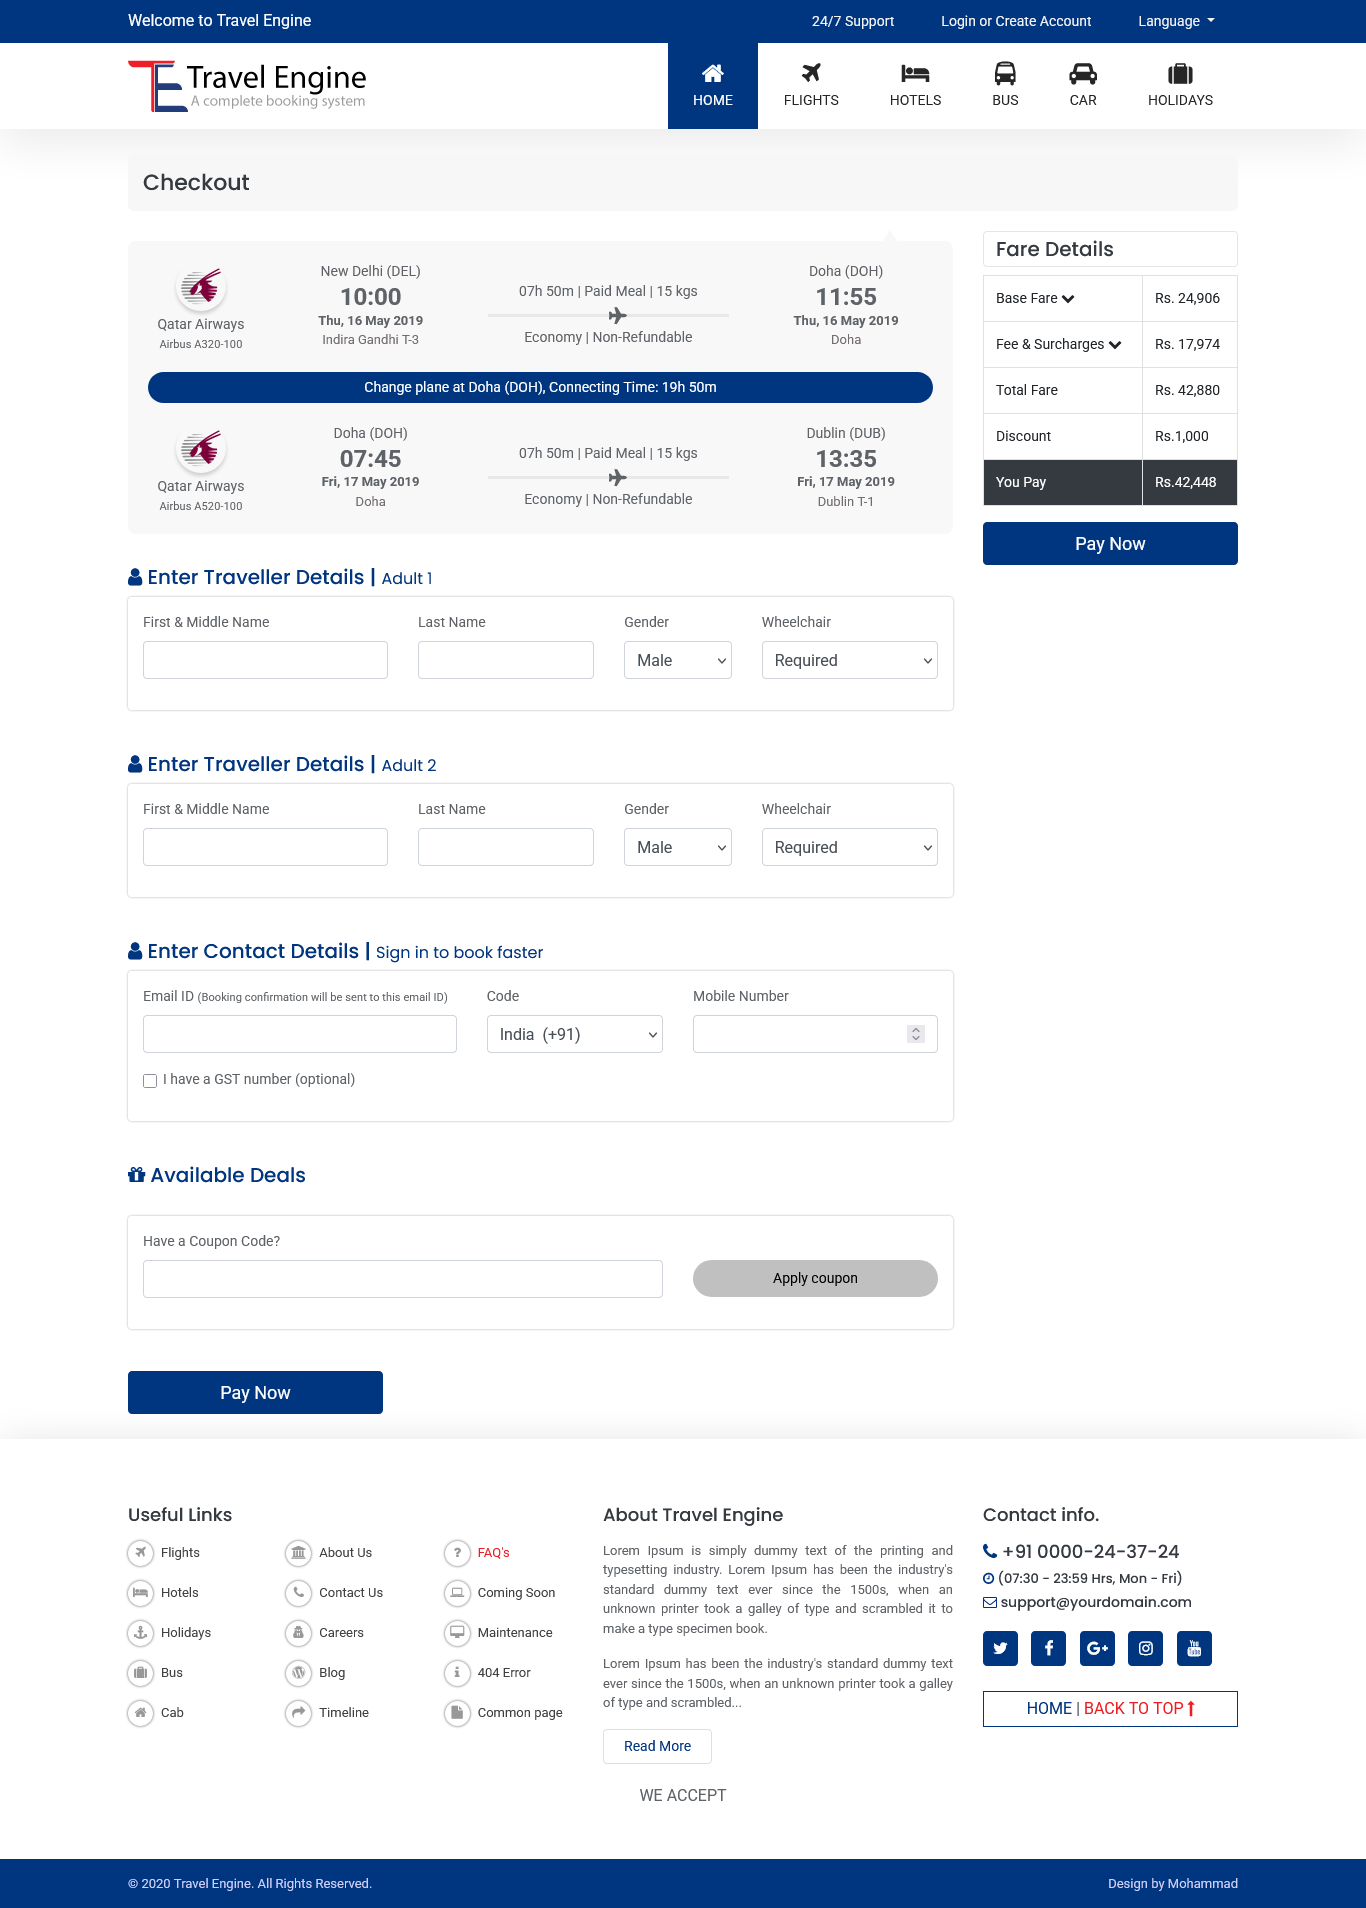 Welcome to Travel Engine
24/7 Support
Login or Create Account
Language
Travel Engine
A complete booking system
HOME
FLIGHTS
HOTELS
BUS
CAR
HOLIDAYS
Checkout
Qatar Airways
Airbus A320-100
New Delhi (DEL)
10:00
Thu, 16 May 2019
Indira Gandhi T-3
07h 50m | Paid Meal | 15 kgs
Economy | Non-Refundable
Doha (DOH)
11:55
Thu, 16 May 2019
Doha
Change plane at Doha (DOH), Connecting Time: 19h 50m
Qatar Airways
Airbus A520-100
Doha (DOH)
07:45
Fri, 17 May 2019
Doha
07h 50m | Paid Meal | 15 kgs
Economy | Non-Refundable
Dublin (DUB)
13:35
Fri, 17 May 2019
Dublin T-1
Fare Details
Base Fare Rs. 24,906
Fee & Surcharges Rs. 17,974
Total Fare Rs. 42,880
Discount Rs.1,000
You Pay Rs.42,448
Pay Now
Enter Traveller Details | Adult 1
First & Middle Name
Last Name
Gender
Wheelchair
Male
Required
Enter Traveller Details | Adult 2
First & Middle Name
Last Name
Gender
Wheelchair
Male
Required
Enter Contact Details | Sign in to book faster
Email ID (Booking confirmation will be sent to this email ID)
Code
Mobile Number
India (+91)
I have a GST number (optional)
Available Deals
Have a Coupon Code?
Apply coupon
Pay Now
Useful Links
Flights
Hotels
Holidays
Bus
Cab
About Us
Contact Us
Careers
Blog
Timeline
FAQ's
Coming Soon
Maintenance
404 Error
Common page
About Travel Engine
Lorem Ipsum is simply dummy text of the printing and
typesetting industry. Lorem Ipsum has been the industry's
standard dummy text ever since the 1500s, when an
unknown printer took a galley of type and scrambled it to
make a type specimen book.
Lorem Ipsum has been the industry's standard dummy text
ever since the 1500s, when an unknown printer took a galley
of type and scrambled...
Read More
WE ACCEPT
Contact info.
+91 0000-24-37-24
(07:30 - 23:59 Hrs, Mon - Fri)
support@yourdomain.com
HOME | BACK TO TOP
© 2020 Travel Engine. All Rights Reserved.
Design by Mohammad